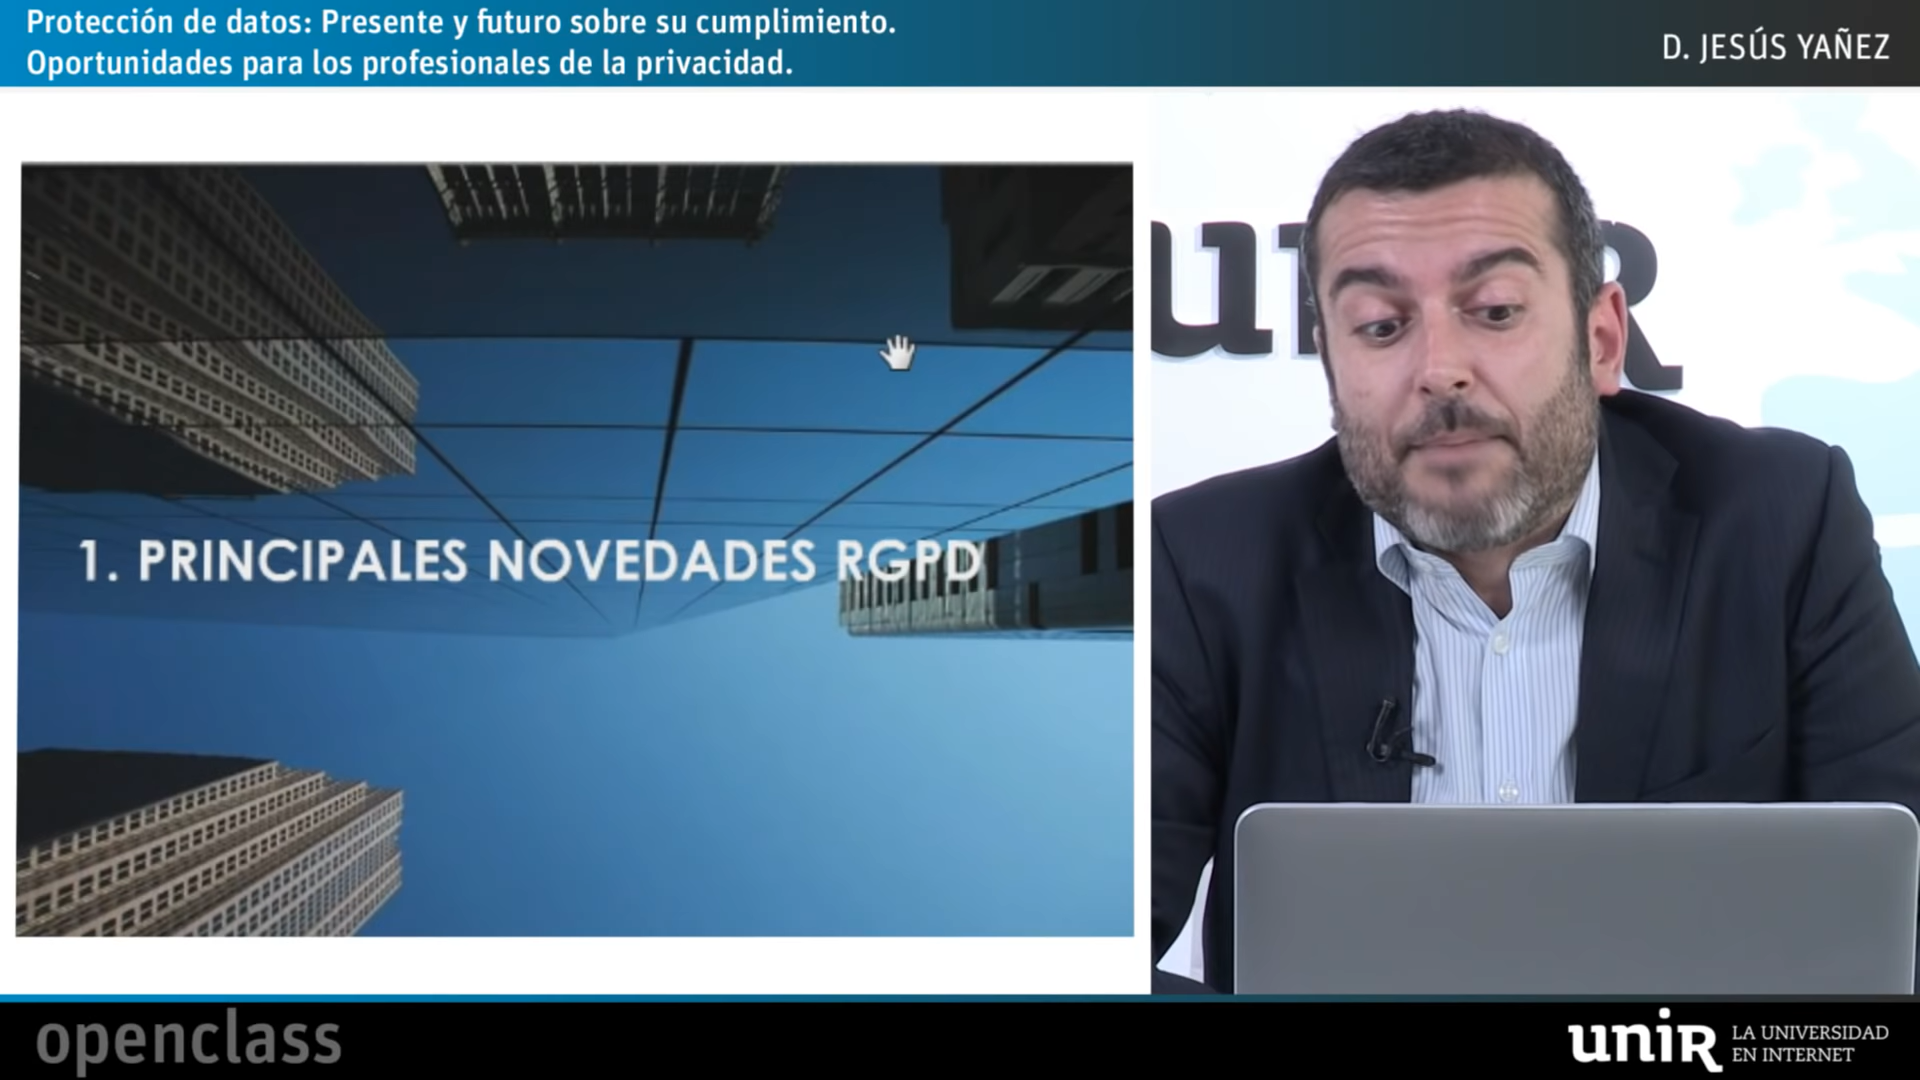 Protección de datos: Presente y futuro sobre su cumplimiento.
Oportunidades para los profesionales de la privacidad.
D. JESÚS YAÑEZ
uniR
1. PRINCIPALES NOVEDADES RGPD
openclass
uniR
LA UNIVERSIDAD
EN INTERNET